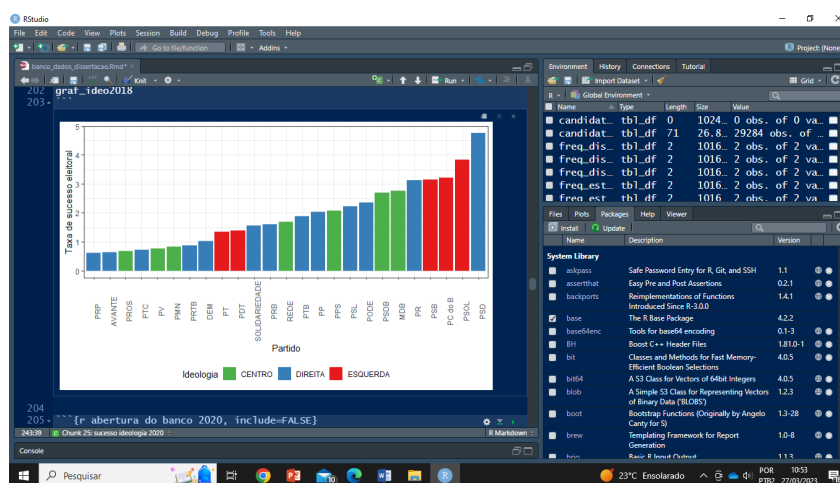 RStudio
File Edit Code View Plots Session Build Debug Profile Tools Help
Go to file/function Addins Project: (None
banco_dados_dissertacao.Rmd*
Knit Run
202 graf_ideo2018
203 ```
Taxa de sucesso eleitoral
5
4
3
2
1
0
PRP AVANTE PROS PTC PV PMN PRTB DEM PT PDT SOLIDARIEDADE PRB REDE PTB PP PPS PSL PODE PSDB MDB PR PSB PC do B PSOL PSD
Partido
Ideologia CENTRO DIREITA ESQUERDA
204
205 ```{r abertura do banco 2020, include=FALSE}
243:39 Chunk 25: sucesso ideologia 2020 R Markdown
Console
Environment History Connections Tutorial
Import Dataset Grid
R Global Environment
Name Type Length Size Value
candidat… tbl_df 0 1024… 0 obs. of 0 va…
candidat… tbl_df 71 26.8… 29284 obs. of …
freq_dis… tbl_df 2 1016… 2 obs. of 2 va…
freq_dis… tbl_df 2 1016… 2 obs. of 2 va…
freq_est… tbl_df 2 1016… 2 obs. of 2 va…
freq_est tbl_df 2 1016 2 obs. of 2 va
Files Plots Packages Help Viewer
Install Update
Name Description Version
System Library
askpass Safe Password Entry for R, Git, and SSH 1.1
assertthat Easy Pre and Post Assertions 0.2.1
backports Reimplementations of Functions Introduced Since R-3.0.0 1.4.1
base The R Base Package 4.2.2
base64enc Tools for base64 encoding 0.1-3
BH Boost C++ Header Files 1.81.0-1
bit Classes and Methods for Fast Memory-Efficient Boolean Selections 4.0.5
bit64 A S3 Class for Vectors of 64bit Integers 4.0.5
blob A Simple S3 Class for Representing Vectors of Binary Data ('BLOBS') 1.2.3
boot Bootstrap Functions (Originally by Angelo Canty for S) 1.3-28
brew Templating Framework for Report Generation 1.0-8
brio Basic R Input Output 1.1.3
Pesquisar
10
23°C Ensolarado
POR
PTB2
10:53
27/03/2023